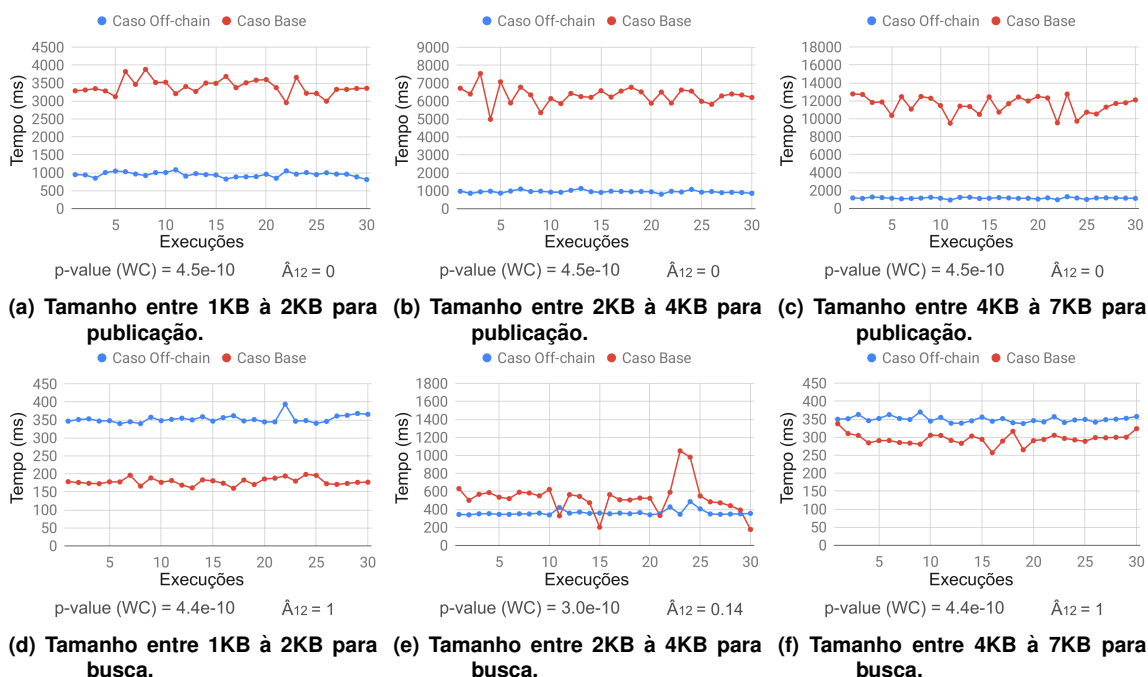 Caso Off-chain Caso Base
4500
4000
3500
3000
2500
2000
1500
1000
500
0
Tempo (ms)
5 10 15 20 25 30
Execuções
p-value (WC) = 4.5e-10 Â12 = 0
(a) Tamanho entre 1KB à 2KB para
publicação.
Caso Off-chain Caso Base
9000
8000
7000
6000
5000
4000
3000
2000
1000
0
Tempo (ms)
5 10 15 20 25 30
Execuções
p-value (WC) = 4.5e-10 Â12 = 0
(b) Tamanho entre 2KB à 4KB para
publicação.
Caso Off-chain Caso Base
18000
16000
14000
12000
10000
8000
6000
4000
2000
0
Tempo (ms)
5 10 15 20 25 30
Execuções
p-value (WC) = 4.5e-10 Â12 = 0
(c) Tamanho entre 4KB à 7KB para
publicação.
Caso Off-chain Caso Base
450
400
350
300
250
200
150
100
50
0
Tempo (ms)
5 10 15 20 25 30
Execuções
p-value (WC) = 4.4e-10 Â12 = 1
(d) Tamanho entre 1KB à 2KB para
busca.
Caso Off-chain Caso Base
1800
1600
1400
1200
1000
800
600
400
200
0
Tempo (ms)
5 10 15 20 25 30
Execuções
p-value (WC) = 3.0e-10 Â12 = 0.14
(e) Tamanho entre 2KB à 4KB para
busca.
Caso Off-chain Caso Base
450
400
350
300
250
200
150
100
50
0
Tempo (ms)
5 10 15 20 25 30
Execuções
p-value (WC) = 4.4e-10 Â12 = 1
(f) Tamanho entre 4KB à 7KB para
busca.